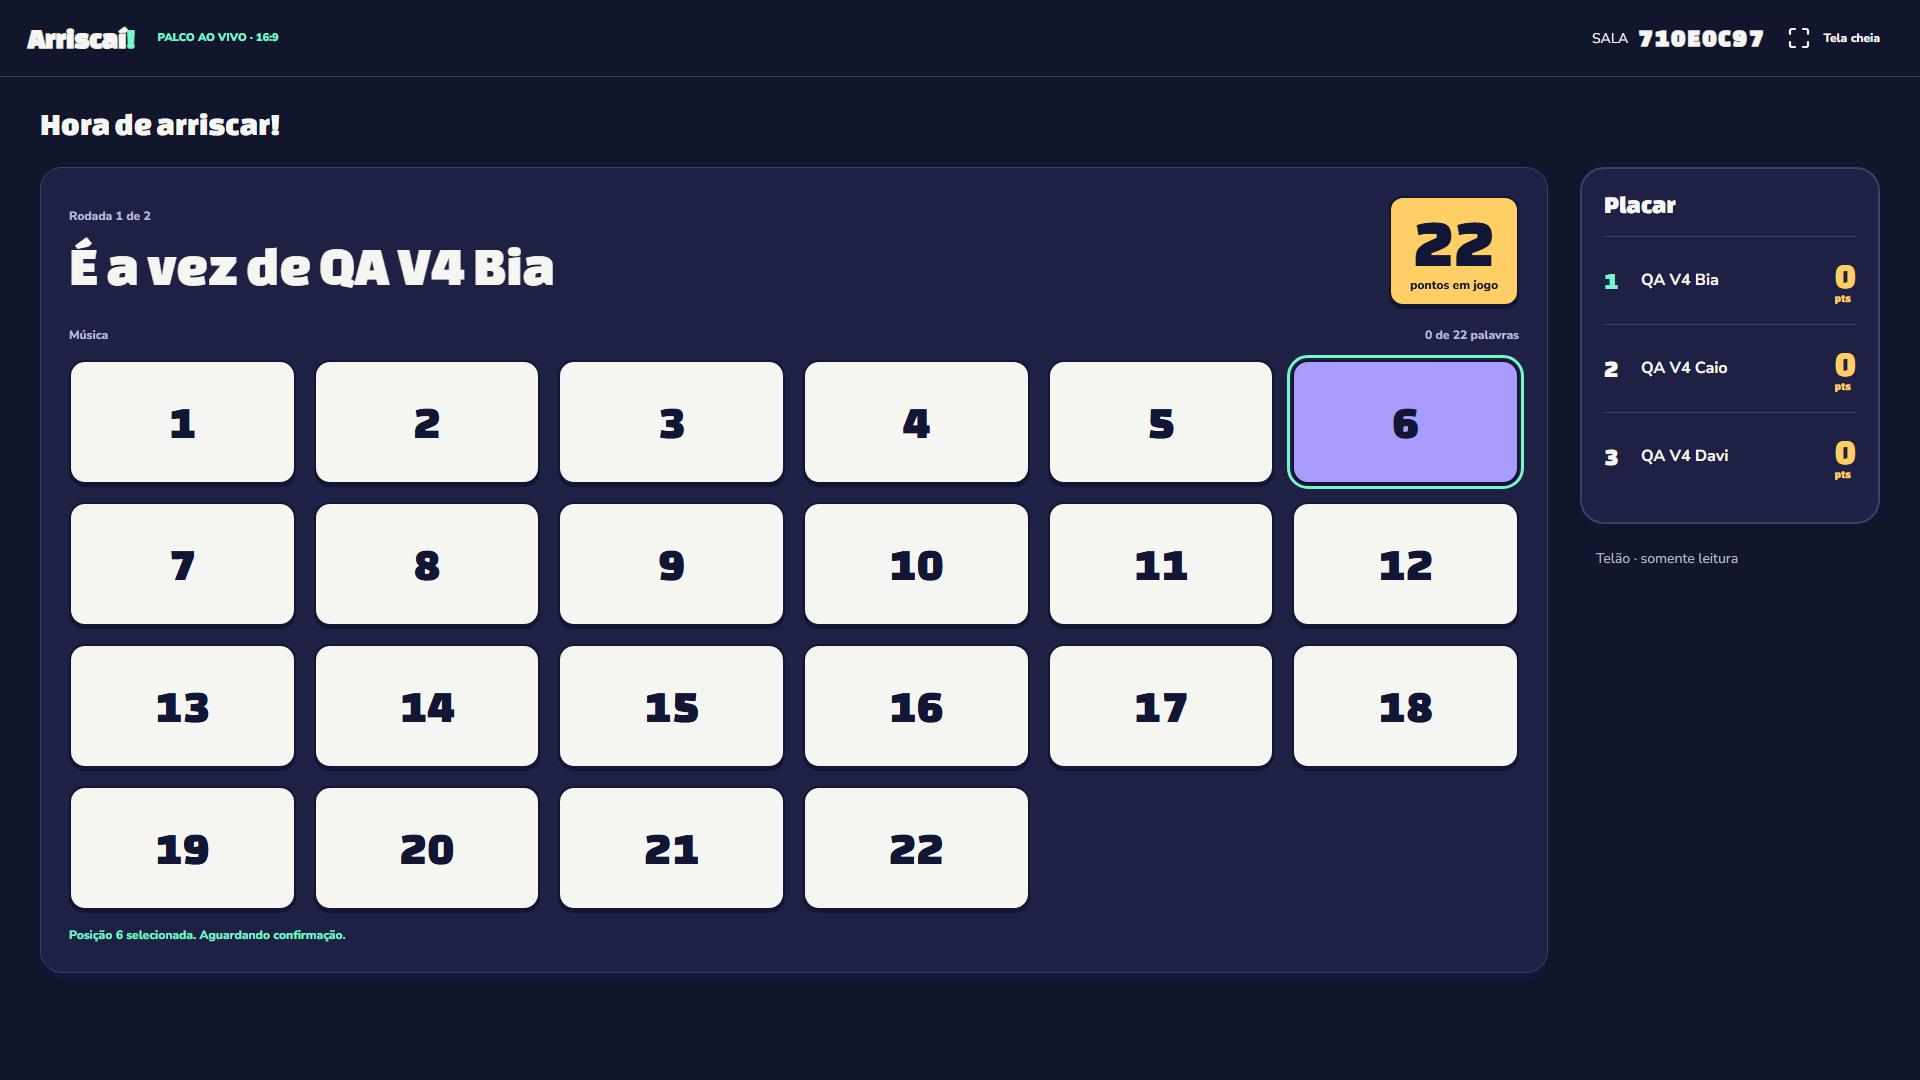 Arriscaí!
PALCO AO VIVO · 16:9
SALA 710E0C97
Tela cheia
Hora de arriscar!
Rodada 1 de 2
É a vez de QA V4 Bia
22
pontos em jogo
Música
0 de 22 palavras
1
2
3
4
5
6
7
8
9
10
11
12
13
14
15
16
17
18
19
20
21
22
Posição 6 selecionada. Aguardando confirmação.
Placar
1 QA V4 Bia 0 pts
2 QA V4 Caio 0 pts
3 QA V4 Davi 0 pts
Telão · somente leitura